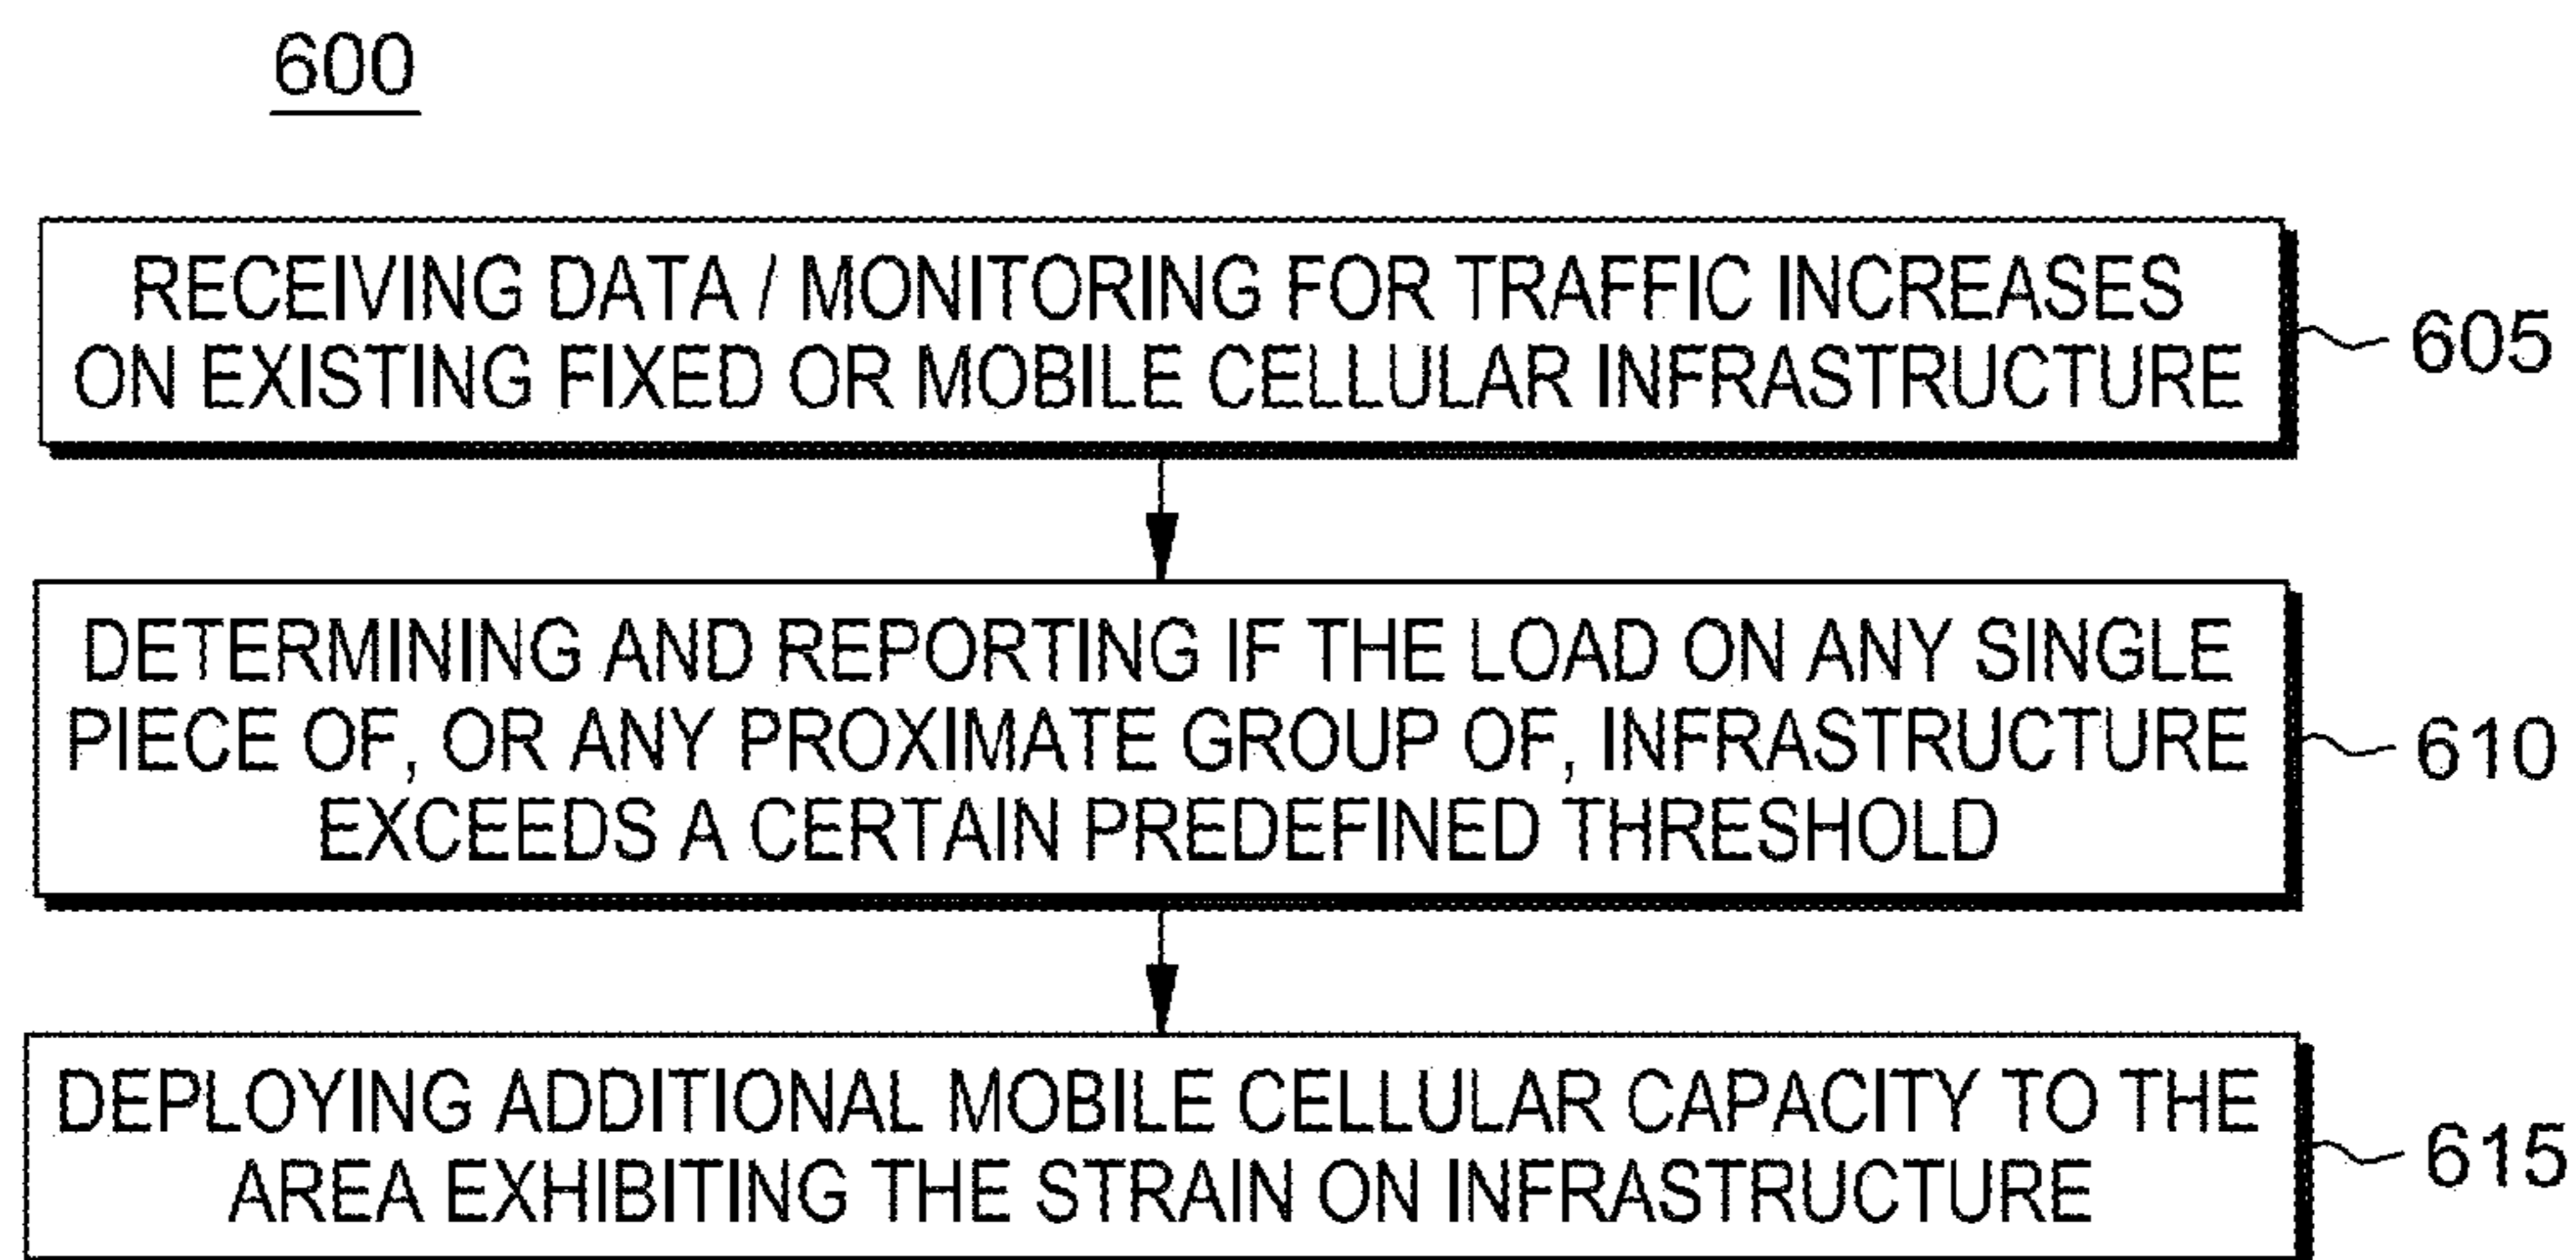 600
RECEIVING DATA / MONITORING FOR TRAFFIC INCREASES
ON EXISTING FIXED OR MOBILE CELLULAR INFRASTRUCTURE
605
DETERMINING AND REPORTING IF THE LOAD ON ANY SINGLE
PIECE OF, OR ANY PROXIMATE GROUP OF, INFRASTRUCTURE
EXCEEDS A CERTAIN PREDEFINED THRESHOLD
610
DEPLOYING ADDITIONAL MOBILE CELLULAR CAPACITY TO THE
AREA EXHIBITING THE STRAIN ON INFRASTRUCTURE
615